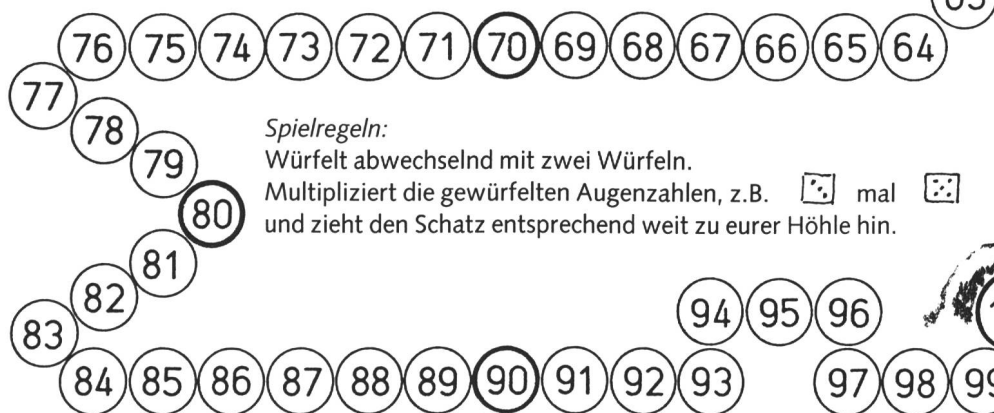 76 75 74 73 72 71 70 69 68 67 66 65 64
77
78
79
80
Spielregeln:
Würfelt abwechselnd mit zwei Würfeln.
Multipliziert die gewürfelten Augenzahlen, z.B. mal
und zieht den Schatz entsprechend weit zu eurer Höhle hin.
81
82
83
94 95 96
84 85 86 87 88 89 90 91 92 93
97 98 99